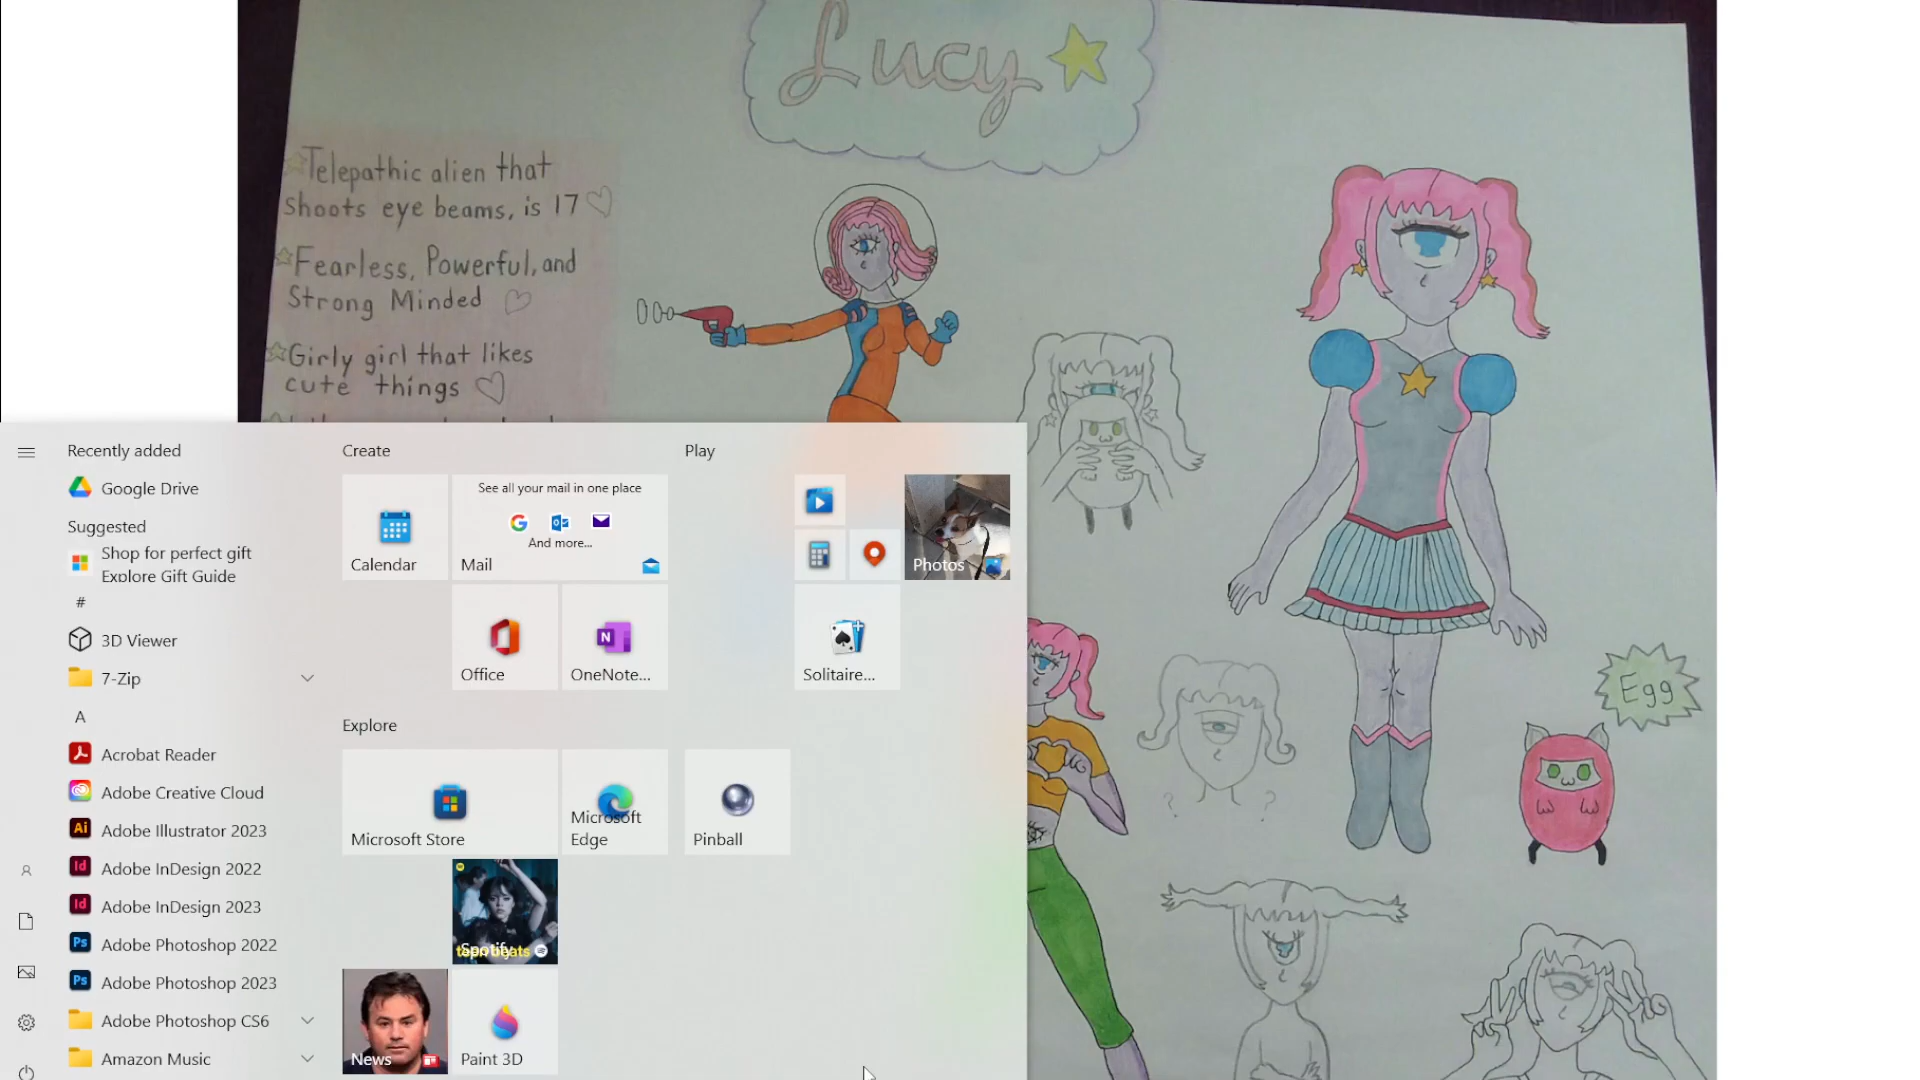 Lucy
Telepathic alien that
shoots eye beams, is 17
Fearless, Powerful, and
Strong Minded
Girly girl that likes
cute things
Egg
? ?
Recently added
Google Drive
Suggested
Shop for perfect gift
Explore Gift Guide
#
3D Viewer
7-Zip
A
Acrobat Reader
Adobe Creative Cloud
Adobe Illustrator 2023
Adobe InDesign 2022
Adobe InDesign 2023
Adobe Photoshop 2022
Adobe Photoshop 2023
Adobe Photoshop CS6
Amazon Music
Create
Calendar
See all your mail in one place
And more...
Mail
Office
OneNote...
Explore
Microsoft Store
Microsoft
Edge
Spotify
teen beats
News
Paint 3D
Play
Photos
Solitaire...
Pinball